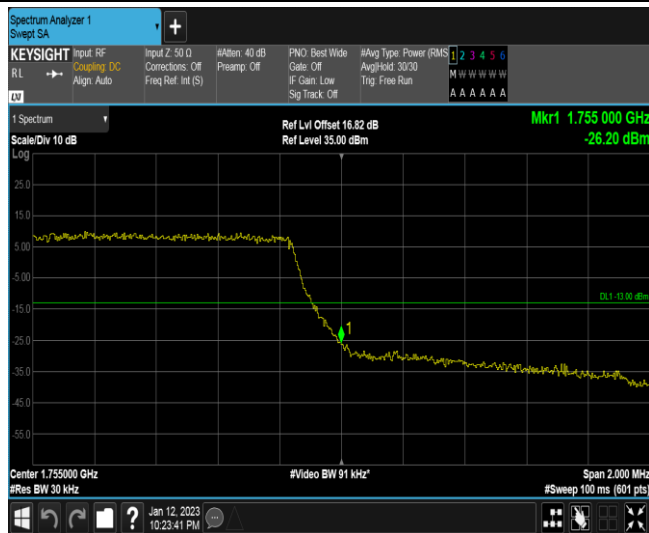 Spectrum Analyzer 1
Swept SA
+
KEYSIGHT
RL
Input: RF
Coupling: DC
Align: Auto
Input Z: 50 Ω
Corrections: Off
Freq Ref: Int (S)
#Atten: 40 dB
Preamp: Off
PNO: Best Wide
Gate: Off
IF Gain: Low
Sig Track: Off
#Avg Type: Power (RMS
Avg|Hold: 30/30
Trig: Free Run
1 2 3 4 5 6
M W W W W W
A A A A A A
LXI
1 Spectrum
Scale/Div 10 dB
Ref Lvl Offset 16.82 dB
Ref Level 35.00 dBm
Mkr1 1.755 000 GHz
-26.20 dBm
Log
25.0
15.0
5.00
-5.00
DL1 -13.00 dBm
-15.0
1
-25.0
-35.0
-45.0
-55.0
Center 1.755000 GHz
#Video BW 91 kHz*
Span 2.000 MHz
#Res BW 30 kHz
#Sweep 100 ms (601 pts)
?
Jan 12, 2023
10:23:41 PM